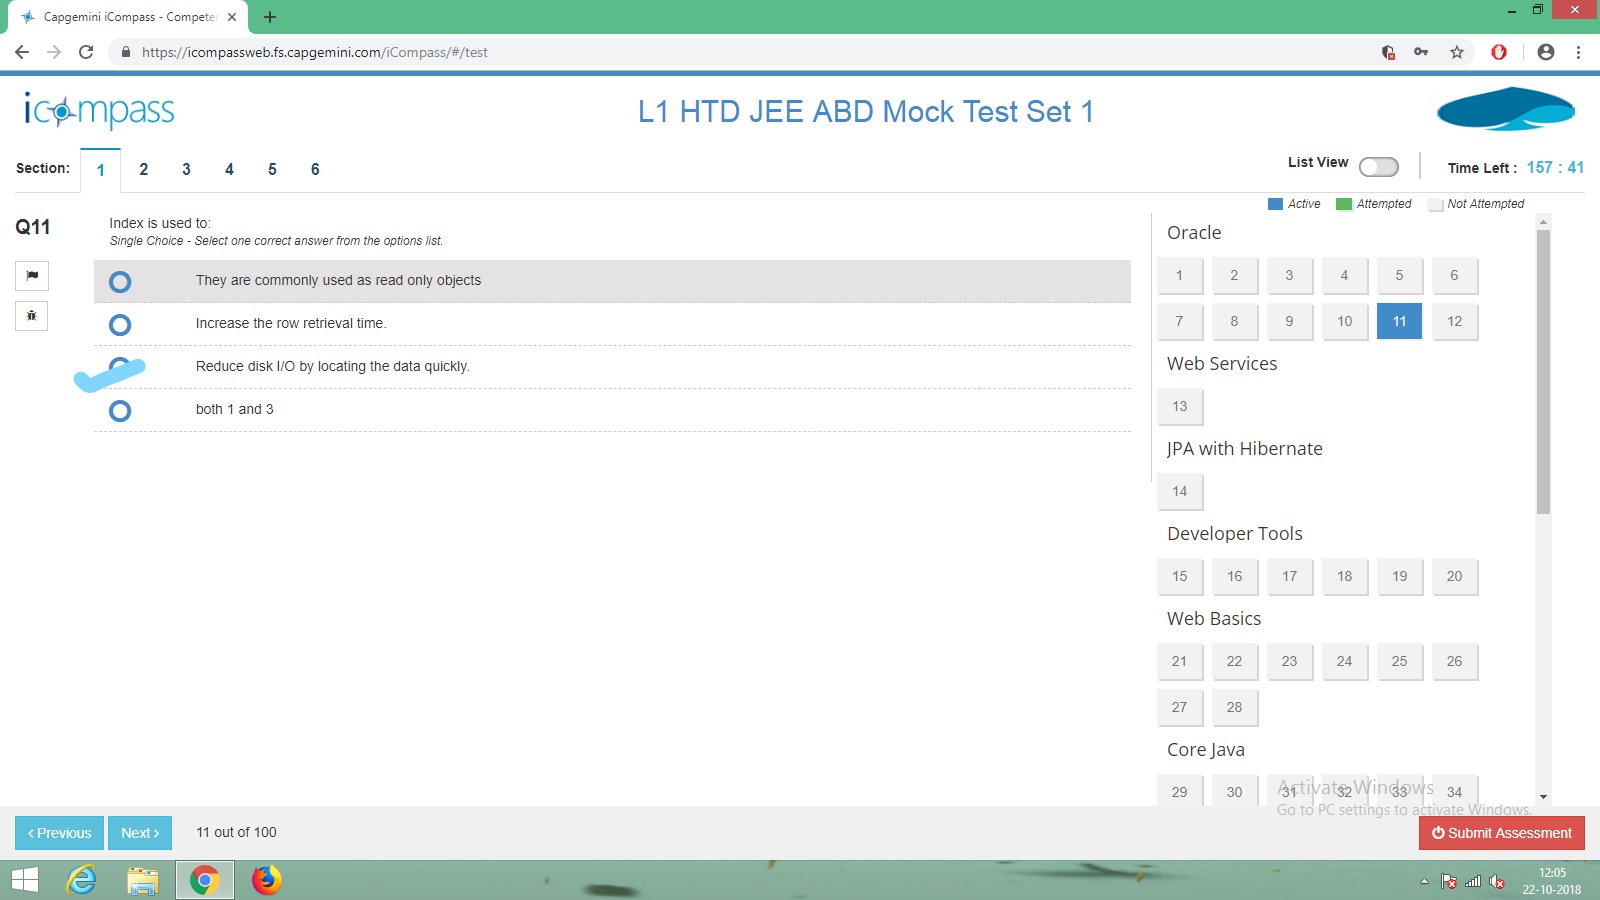 Capgemini iCompass - Competen
https://icompassweb.fs.capgemini.com/iCompass/#/test
icompass
L1 HTD JEE ABD Mock Test Set 1
Section: 1 2 3 4 5 6
List View
Time Left : 157 : 41
Active Attempted Not Attempted
Q11
Index is used to:
Single Choice - Select one correct answer from the options list.
They are commonly used as read only objects
Increase the row retrieval time.
Reduce disk I/O by locating the data quickly.
both 1 and 3
Oracle
1 2 3 4 5 6
7 8 9 10 11 12
Web Services
13
JPA with Hibernate
14
Developer Tools
15 16 17 18 19 20
Web Basics
21 22 23 24 25 26
27 28
Core Java
29 30 31 32 33 34
Activate Windows
Go to PC settings to activate Windows.
Previous Next
11 out of 100
Submit Assessment
12:05
22-10-2018